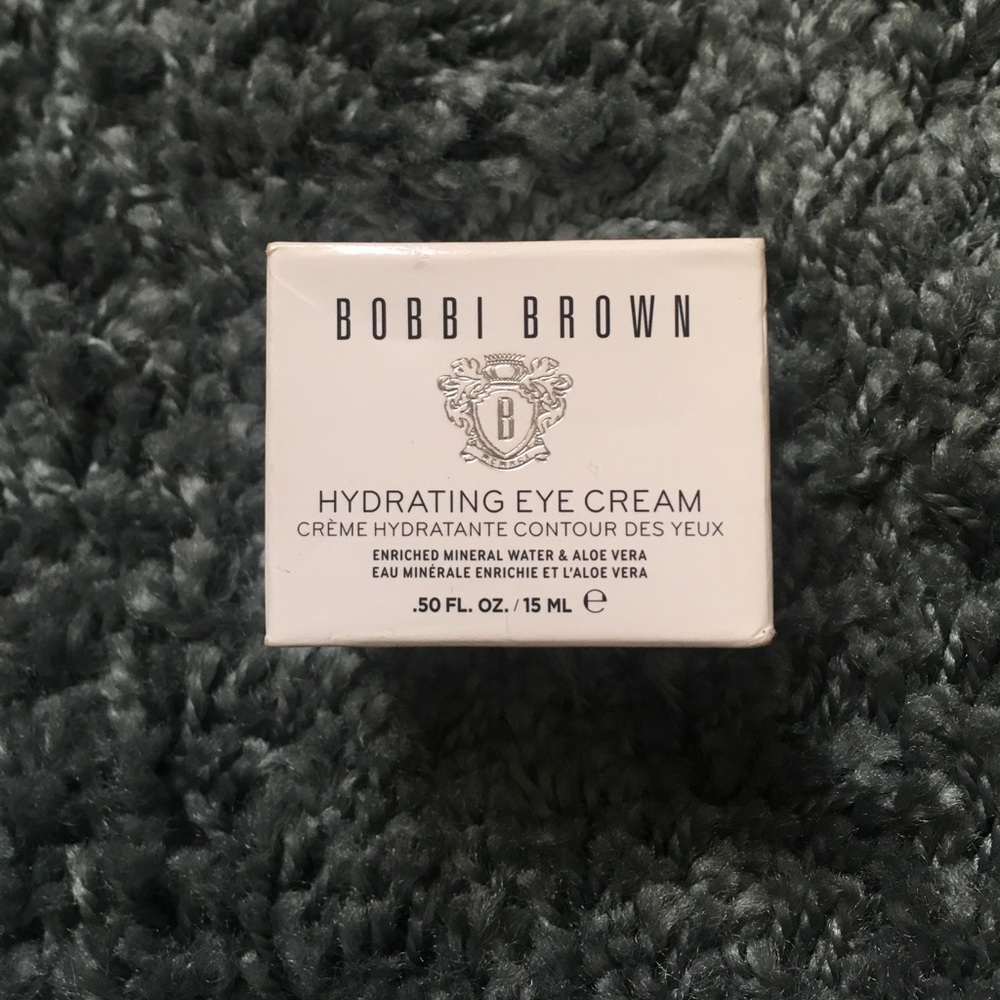 BOBBI BROWN
B
HYDRATING EYE CREAM
CRÈME HYDRATANTE CONTOUR DES YEUX
ENRICHED MINERAL WATER & ALOE VERA
EAU MINÉRALE ENRICHIE ET L'ALOE VERA
.50 FL. OZ. / 15 ML ℮